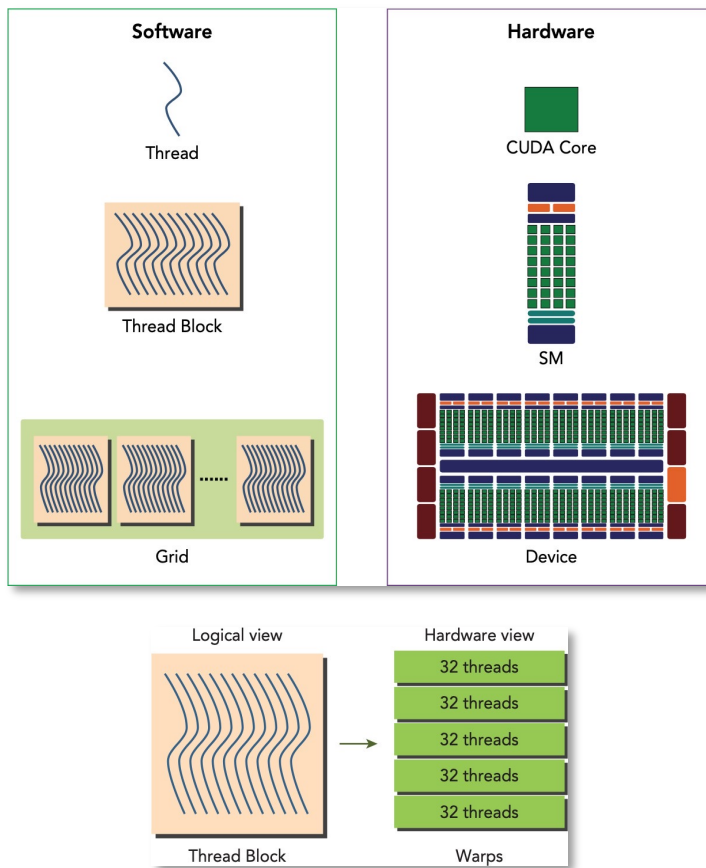 Software
Thread
Thread Block
Grid
Hardware
CUDA Core
SM
Device
Logical view
Thread Block
Hardware view
32 threads
32 threads
32 threads
32 threads
32 threads
Warps